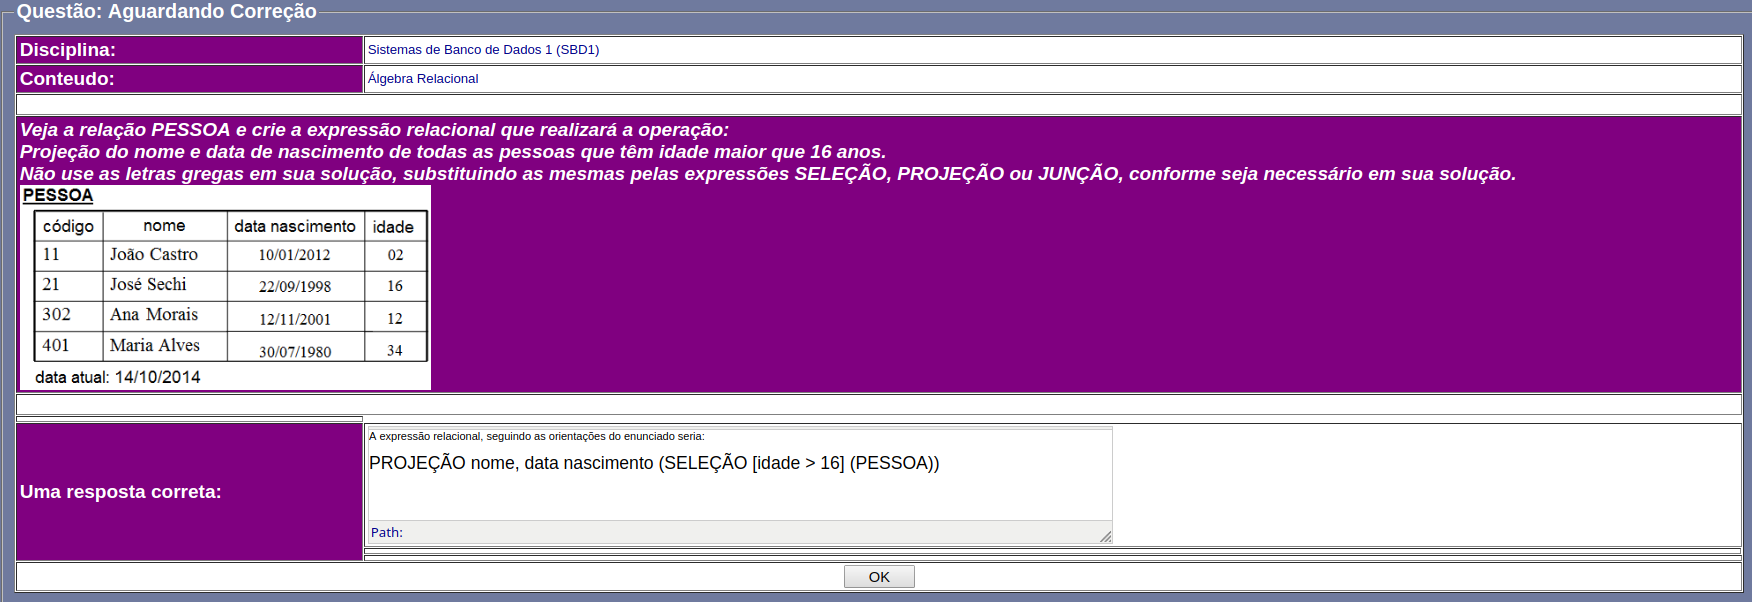 Questão: Aguardando Correção
Disciplina: Sistemas de Banco de Dados 1 (SBD1)
Conteudo: Álgebra Relacional
Veja a relação PESSOA e crie a expressão relacional que realizará a operação:
Projeção do nome e data de nascimento de todas as pessoas que têm idade maior que 16 anos.
Não use as letras gregas em sua solução, substituindo as mesmas pelas expressões SELEÇÃO, PROJEÇÃO ou JUNÇÃO, conforme seja necessário em sua solução.
PESSOA
código nome data nascimento idade
11 João Castro 10/01/2012 02
21 José Sechi 22/09/1998 16
302 Ana Morais 12/11/2001 12
401 Maria Alves 30/07/1980 34
data atual: 14/10/2014
Uma resposta correta:
A expressão relacional, seguindo as orientações do enunciado seria:
PROJEÇÃO nome, data nascimento (SELEÇÃO [idade > 16] (PESSOA))
Path:
OK